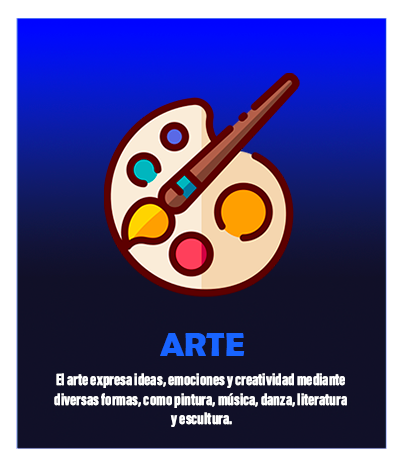 ARTE
El arte expresa ideas, emociones y creatividad mediante
diversas formas, como pintura, música, danza, literatura
y escultura.